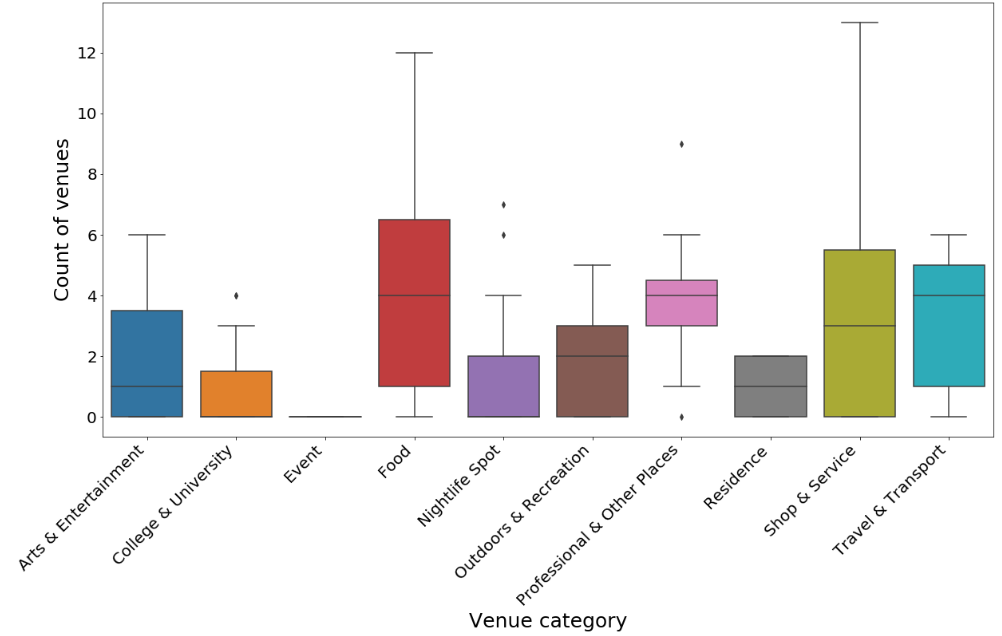 Count of venues
12
10
8
6
4
2
0
Arts & Entertainment
College & University
Event
Food
Nightlife Spot
Outdoors & Recreation
Professional & Other Places
Residence
Shop & Service
Travel & Transport
Venue category